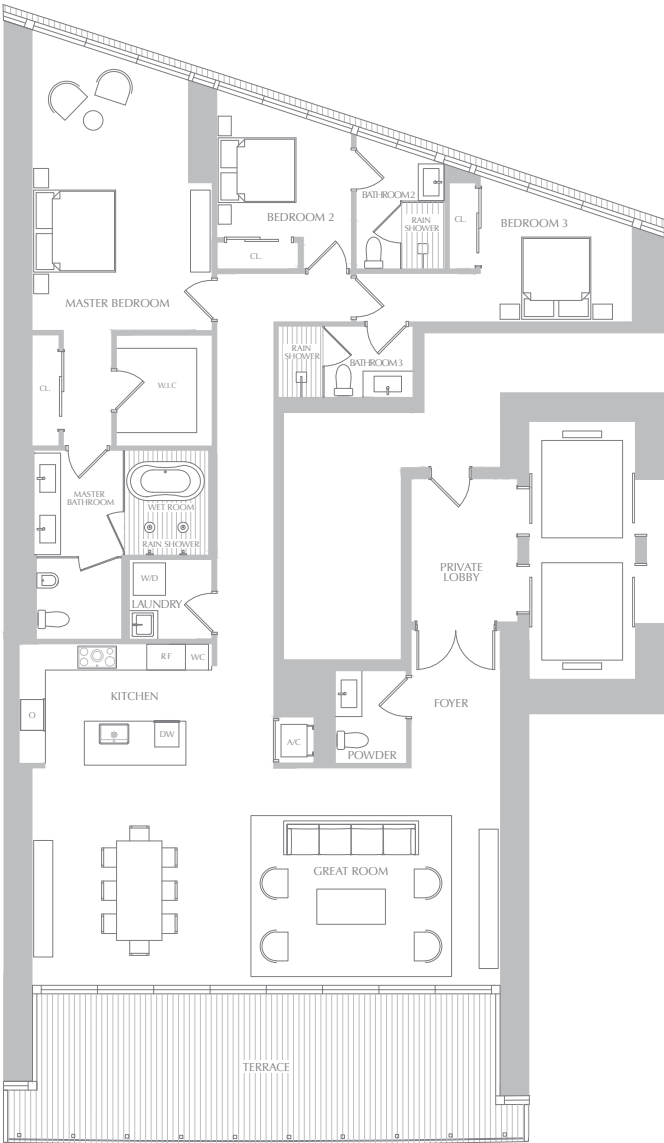 BATHROOM 2
BEDROOM 2
RAIN
SHOWER
CL.
BEDROOM 3
CL.
MASTER BEDROOM
RAIN
SHOWER
BATHROOM 3
CL.
W.I.C
MASTER
BATHROOM
WET ROOM
RAIN SHOWER
PRIVATE
LOBBY
W/D
LAUNDRY
RF
WC
KITCHEN
FOYER
O
DW
A/C
POWDER
GREAT ROOM
TERRACE